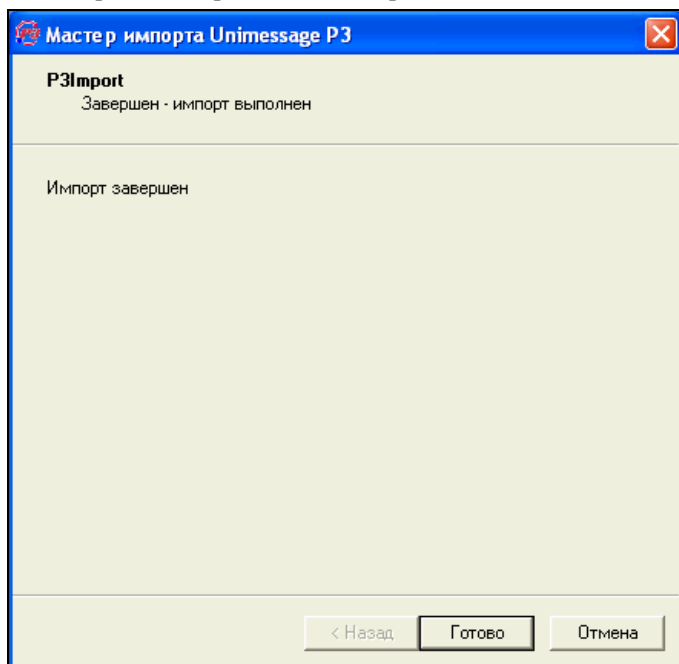 Мастер импорта Unimessage P3
P3Import
Завершен - импорт выполнен
Импорт завершен
< Назад
Готово
Отмена